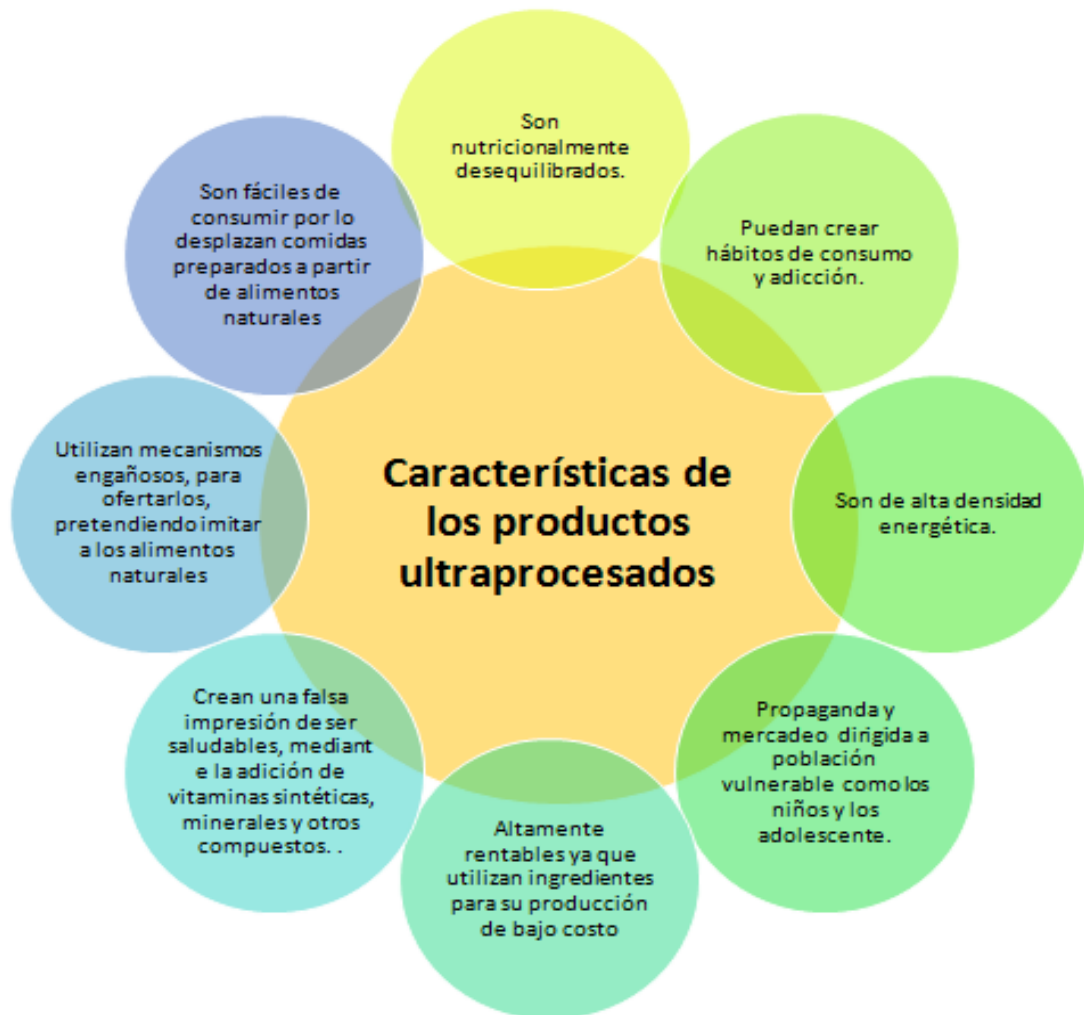 Son
nutricionalmente
desequilibrados.
Puedan crear
hábitos de consumo
y adicción.
Son de alta densidad
energética.
Propaganda y
mercadeo dirigida a
población
vulnerable como los
niños y los
adolescente.
Altamente
rentables ya que
utilizan ingredientes
para su producción
de bajo costo
Crean una falsa
impresión de ser
saludables, mediant
e la adición de
vitaminas sintéticas,
minerales y otros
compuestos. .
Utilizan mecanismos
engañosos, para
ofertarlos,
pretendiendo imitar
a los alimentos
naturales
Son fáciles de
consumir por lo
desplazan comidas
preparados a partir
de alimentos
naturales
Características de
los productos
ultraprocesados